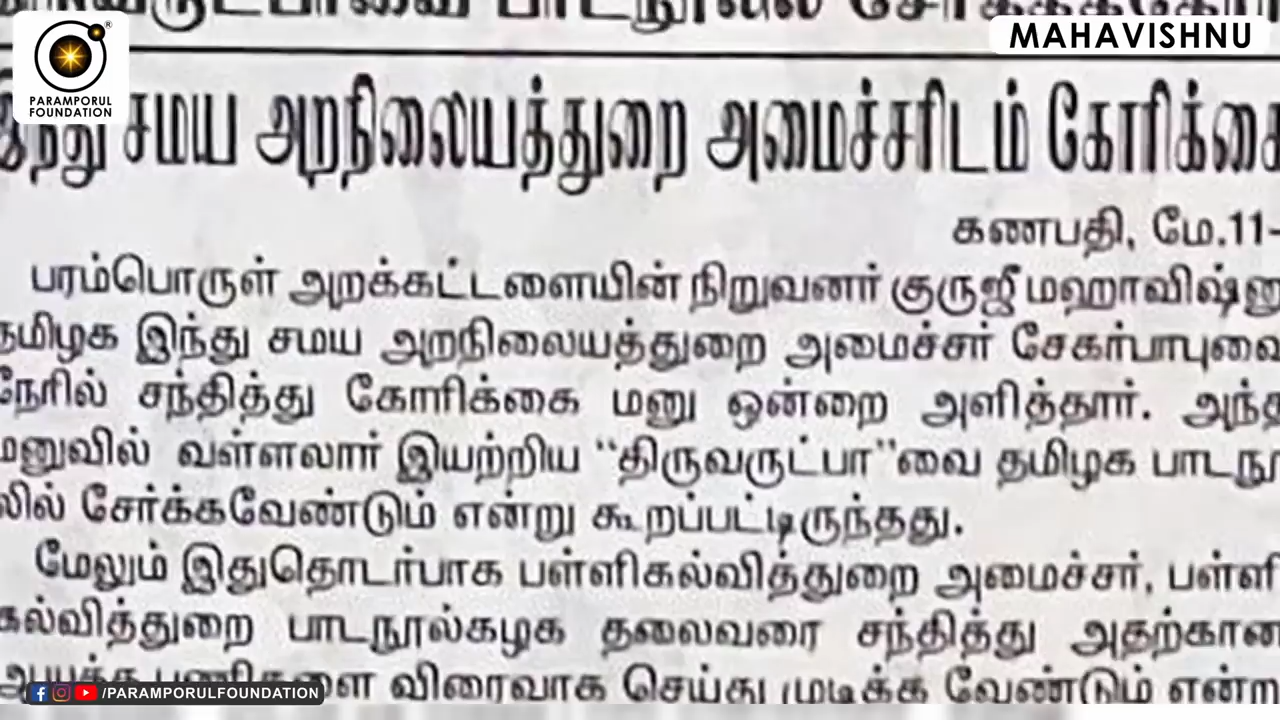 MAHAVISHNU
PARAMPORUL
FOUNDATION
இந்து சமய அறநிலையத்துறை அமைச்சரிடம் கோரிக்கை
கணபதி, மே.11-
பரம்பொருள் அறக்கட்டளையின் நிறுவனர் குருஜீ மஹாவிஷ்ணு
தமிழக இந்து சமய அறநிலையத்துறை அமைச்சர் சேகர்பாபுவை
நேரில் சந்தித்து கோரிக்கை மனு ஒன்றை அளித்தார். அந்த
மனுவில் வள்ளலார் இயற்றிய "திருவருட்பா"வை தமிழக பாடநூ
லில் சேர்க்கவேண்டும் என்று கூறப்பட்டிருந்தது.
மேலும் இதுதொடர்பாக பள்ளிகல்வித்துறை அமைச்சர், பள்ளி
கல்வித்துறை பாடநூல்கழக தலைவரை சந்தித்து அதற்கான
விரைவாக செய்து முடிக்க வேண்டும் என்று
/PARAMPORULFOUNDATION